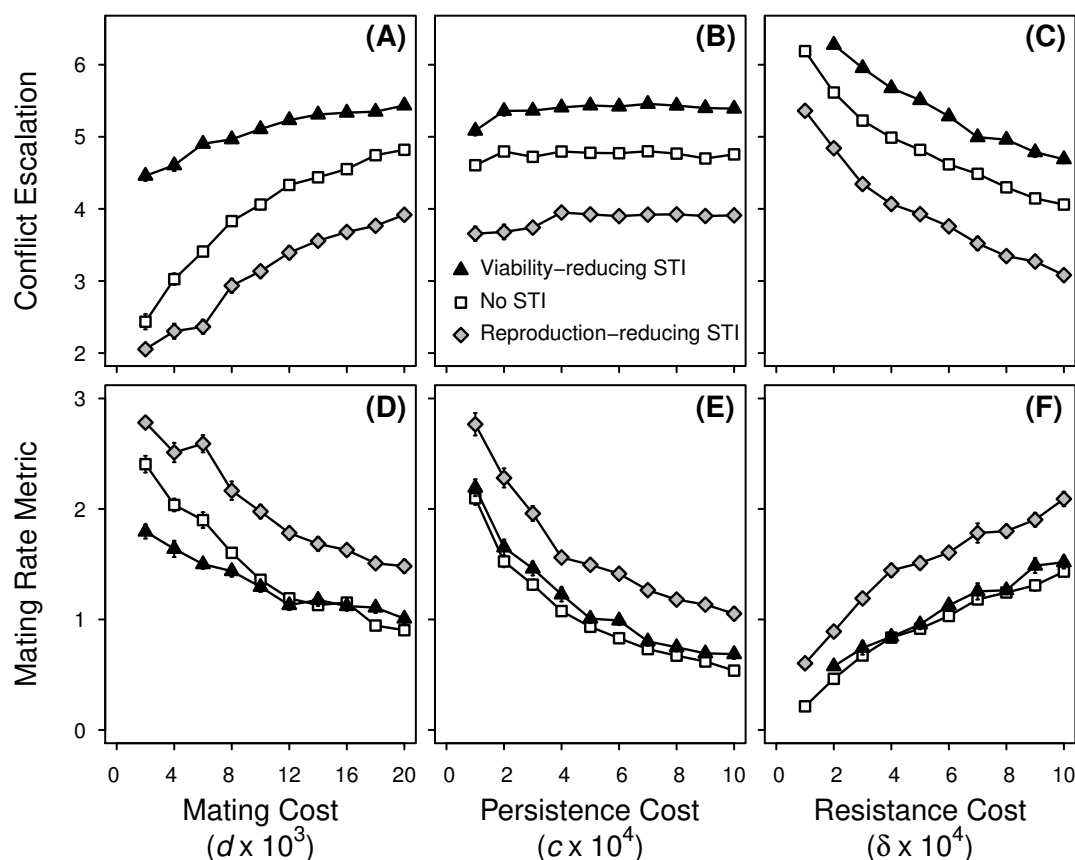 (A) (B) (C)
Conflict Escalation
6
5
4
3
2
Viability−reducing STI
No STI
Reproduction−reducing STI
(D) (E) (F)
Mating Rate Metric
3
2
1
0
0 4 8 12 16 20
0 2 4 6 8 10
0 2 4 6 8 10
Mating Cost
(d x 10³)
Persistence Cost
(c x 10⁴)
Resistance Cost
(δ x 10⁴)